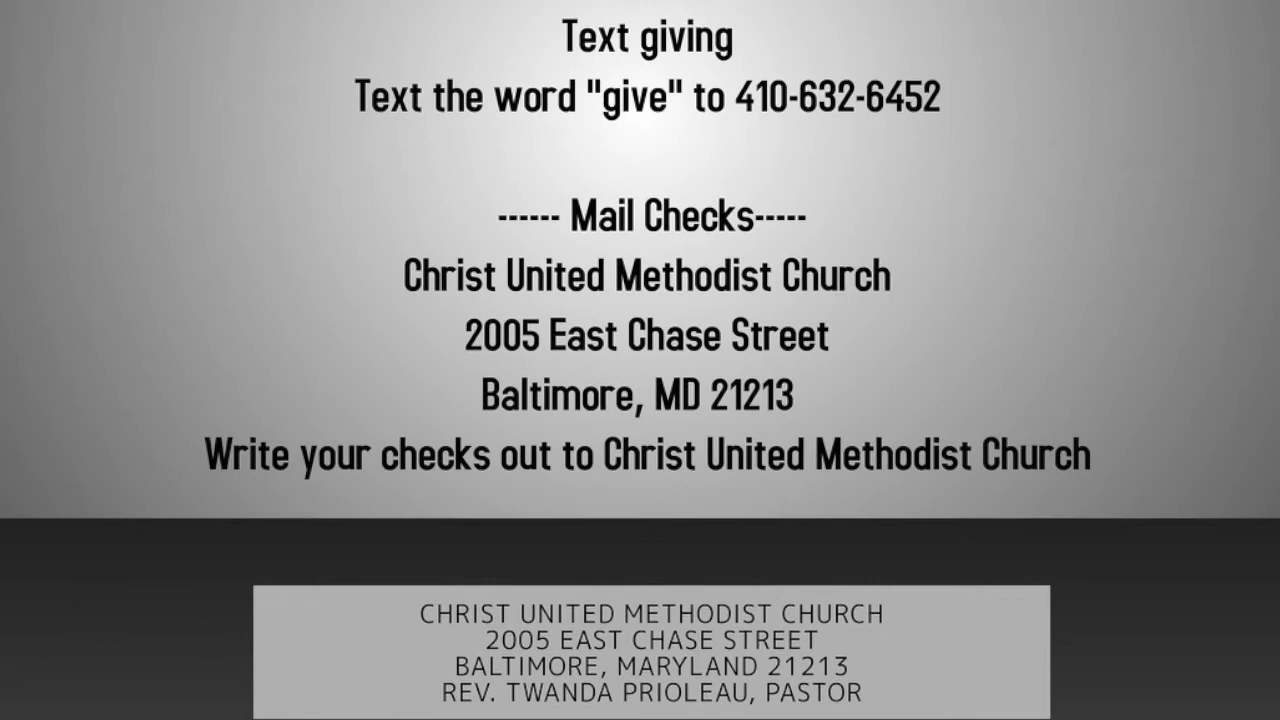 Text giving
Text the word "give" to 410-632-6452
------ Mail Checks-----
Christ United Methodist Church
2005 East Chase Street
Baltimore, MD 21213
Write your checks out to Christ United Methodist Church
CHRIST UNITED METHODIST CHURCH
2005 EAST CHASE STREET
BALTIMORE, MARYLAND 21213
REV. TWANDA PRIOLEAU, PASTOR